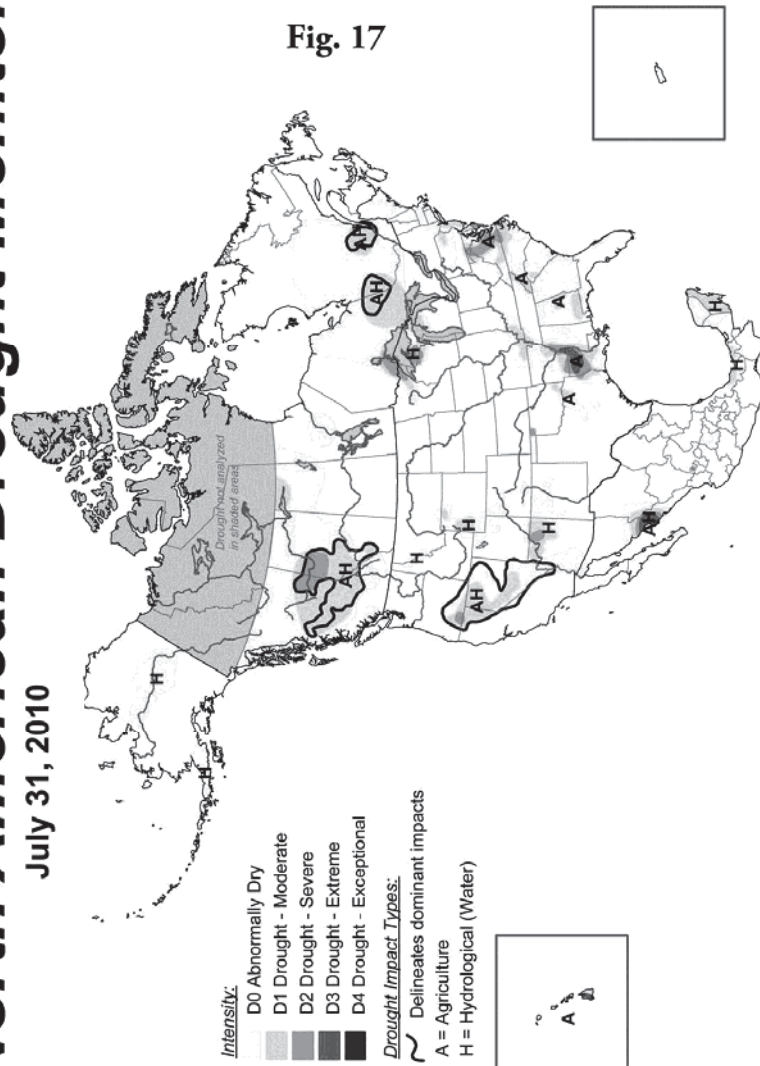 Fig. 17
North American Drought Monitor
July 31, 2010
Drought not analyzed
in shaded areas
H
H
AH
AH
AH
H
H
H
AH
H
A
A
A
A
A
AH
H
H
A
Intensity:
D0 Abnormally Dry
D1 Drought - Moderate
D2 Drought - Severe
D3 Drought - Extreme
D4 Drought - Exceptional
Drought Impact Types:
Delineates dominant impacts
A = Agriculture
H = Hydrological (Water)